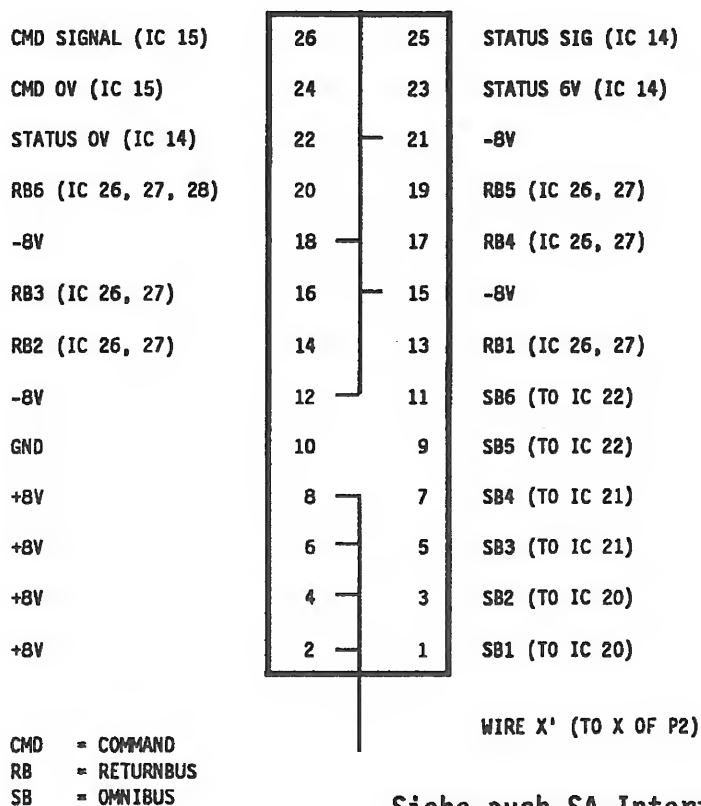 CMD SIGNAL (IC 15) 26 25 STATUS SIG (IC 14)
CMD OV (IC 15) 24 23 STATUS 6V (IC 14)
STATUS OV (IC 14) 22 21 -8V
RB6 (IC 26, 27, 28) 20 19 RB5 (IC 26, 27)
-8V 18 17 RB4 (IC 26, 27)
RB3 (IC 26, 27) 16 15 -8V
RB2 (IC 26, 27) 14 13 RB1 (IC 26, 27)
-8V 12 11 SB6 (TO IC 22)
GND 10 9 SB5 (TO IC 22)
+8V 8 7 SB4 (TO IC 21)
+8V 6 5 SB3 (TO IC 21)
+8V 4 3 SB2 (TO IC 20)
+8V 2 1 SB1 (TO IC 20)
WIRE X' (TO X OF P2)
CMD = COMMAND
RB = RETURNBUS
SB = OMNIBUS
Siehe auch SA